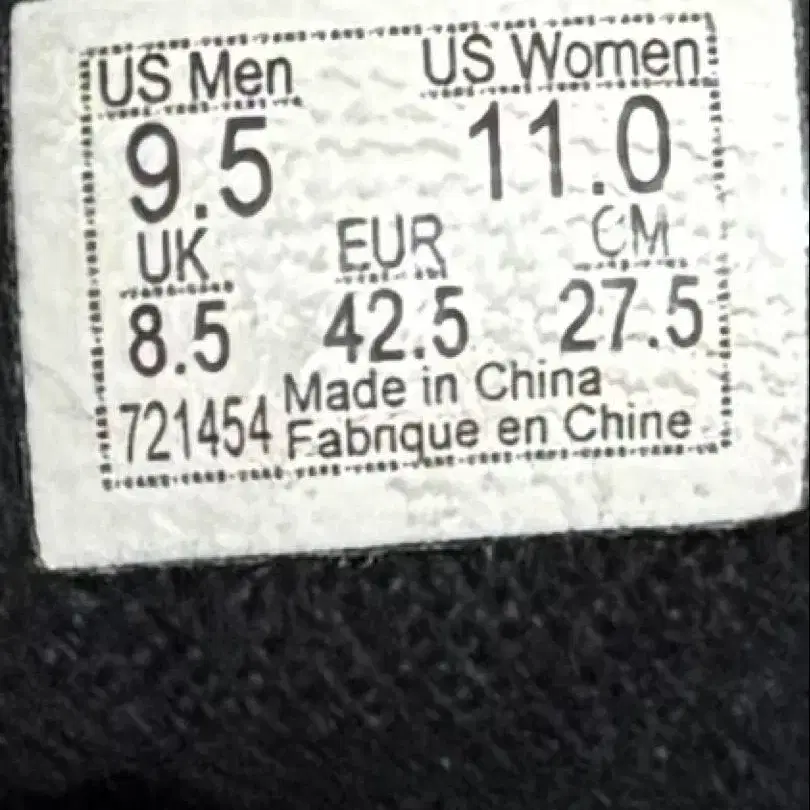 US Men US Women
9.5 11.0
UK EUR CM
8.5 42.5 27.5
721454 Made in China
Fabrique en Chine